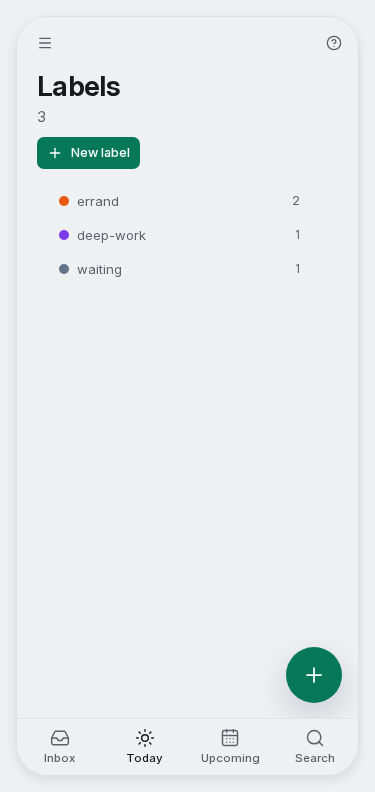 Labels
3
New label
errand 2
deep-work 1
waiting 1
Inbox Today Upcoming Search